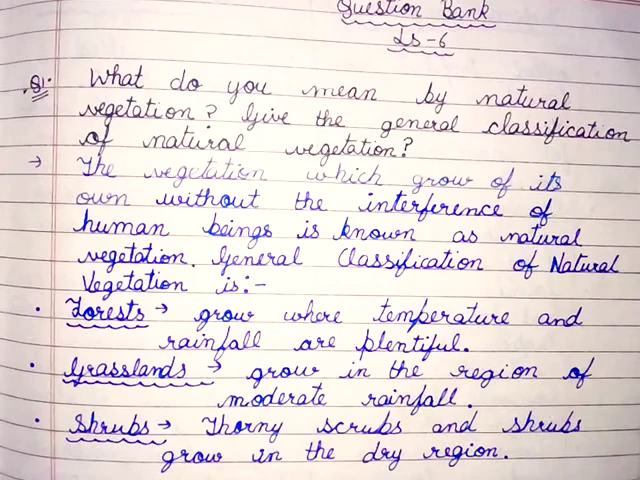 Question Bank
Ls-6
Q1. What do you mean by natural
vegetation? Give the general classification
of natural vegetation?
→ The vegetation which grow of its
own without the interference of
human beings is known as natural
vegetation. General Classification of Natural
Vegetation is:-
• Forests → grow where temperature and
rainfall are plentiful.
• Grasslands → grow in the region of
moderate rainfall.
• Shrubs → Thorny scrubs and shrubs
grow in the dry region.